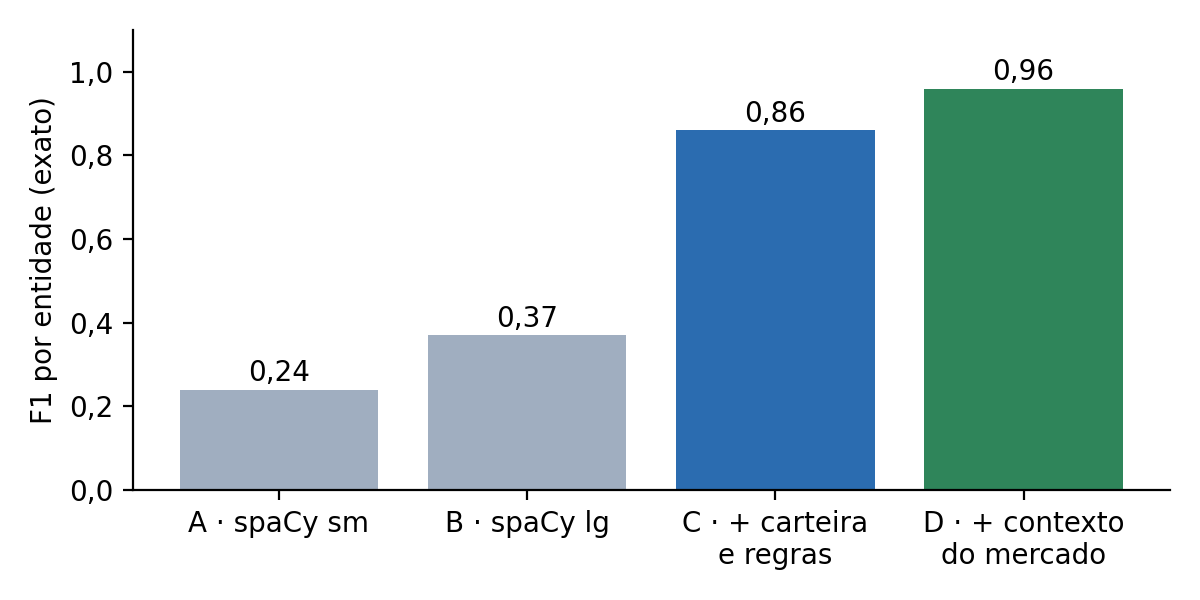 F1 por entidade (exato)
1,0
0,8
0,6
0,4
0,2
0,0
0,24
0,37
0,86
0,96
A · spaCy sm
B · spaCy lg
C · + carteira
e regras
D · + contexto
do mercado